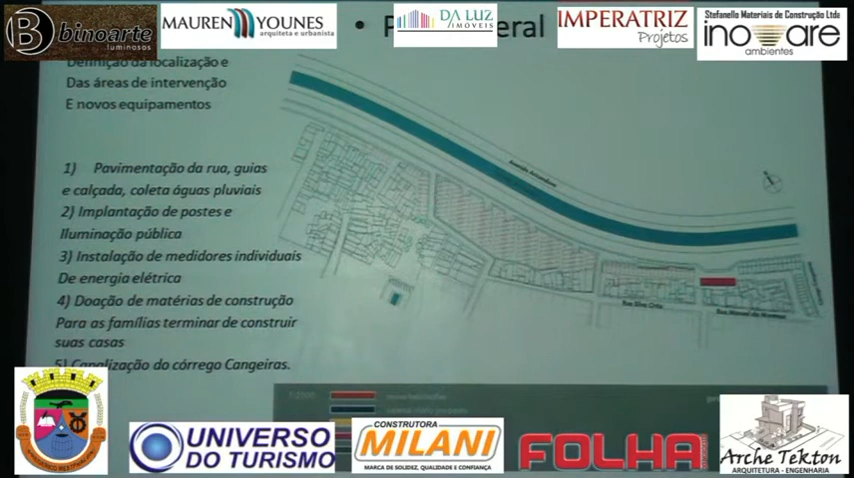 binoarte
luminosos
MAUREN YOUNES
arquiteta e urbanista
DA LUZ
IMOVEIS
IMPERATRIZ
Projetos
Stefanello Materiais de Construção Ltda
inovare
ambientes
Definição da localização e
Das áreas de intervenção
E novos equipamentos
1) Pavimentação da rua, guias
e calçada, coleta águas pluviais
2) Implantação de postes e
Iluminação pública
3) Instalação de medidores individuais
De energia elétrica
4) Doação de matérias de construção
Para as famílias terminar de construir
suas casas
5) Canalização do córrego Cangeiras.
Rua Silva Ortiz
UNIVERSO
DO TURISMO
CONSTRUTORA
MILANI
MARCA DE SOLIDEZ, QUALIDADE E CONFIANÇA
FOLHA
Arche Tekton
ARQUITETURA - ENGENHARIA